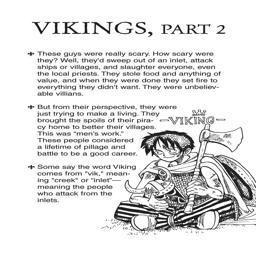 VIKINGS, PART 2
These guys were really scary. How scary were
they? Well, they'd sweep out of an inlet, attack
ships or villages, and slaughter everyone, even
the local priests. They stole food and anything of
value, and when they were done they set fire to
everything they didn't want. They were unbeliev-
able villians.
But from their perspective, they were
just trying to make a living. They
brought the spoils of their pira-
cy home to better their villages.
This was "men's work."
These people considered
a lifetime of pillage and
battle to be a good career.
VIKING
Some say the word Viking
comes from "vik," mean-
ing "creek" or "inlet"—
meaning the people
who attack from the
inlets.